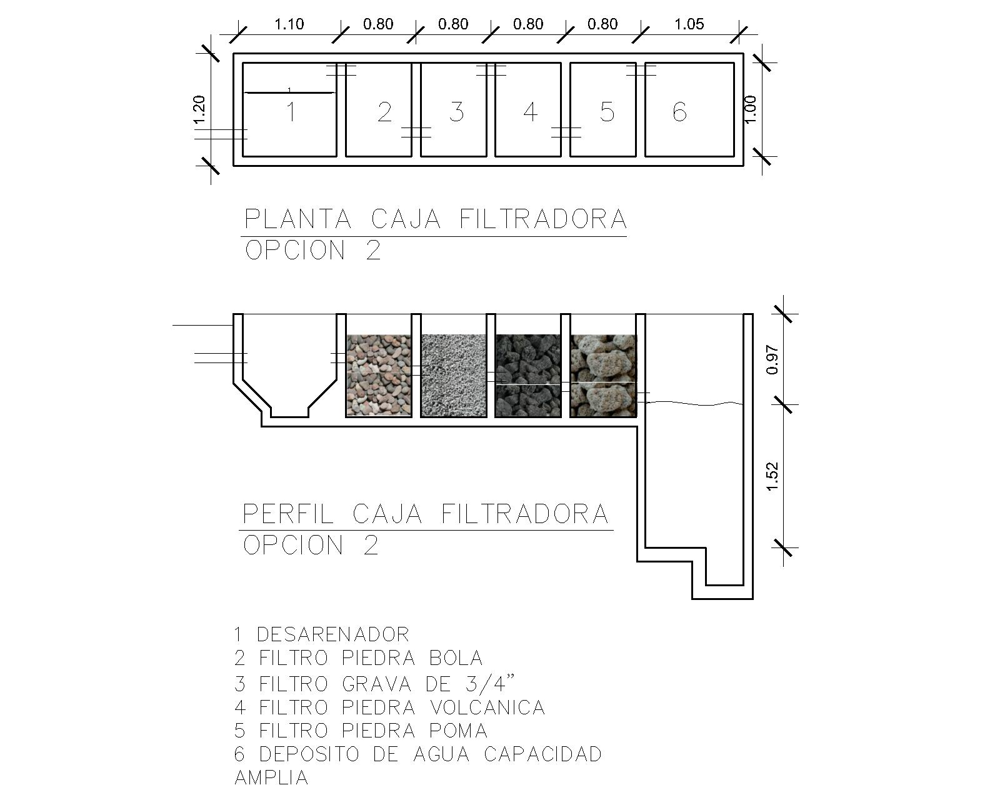 1.10 0.80 0.80 0.80 0.80 1.05
1.20
1.00
1
1 2 3 4 5 6
PLANTA CAJA FILTRADORA
OPCION 2
0.97
1.52
PERFIL CAJA FILTRADORA
OPCION 2
1 DESARENADOR
2 FILTRO PIEDRA BOLA
3 FILTRO GRAVA DE 3/4”
4 FILTRO PIEDRA VOLCANICA
5 FILTRO PIEDRA POMA
6 DEPOSITO DE AGUA CAPACIDAD
AMPLIA